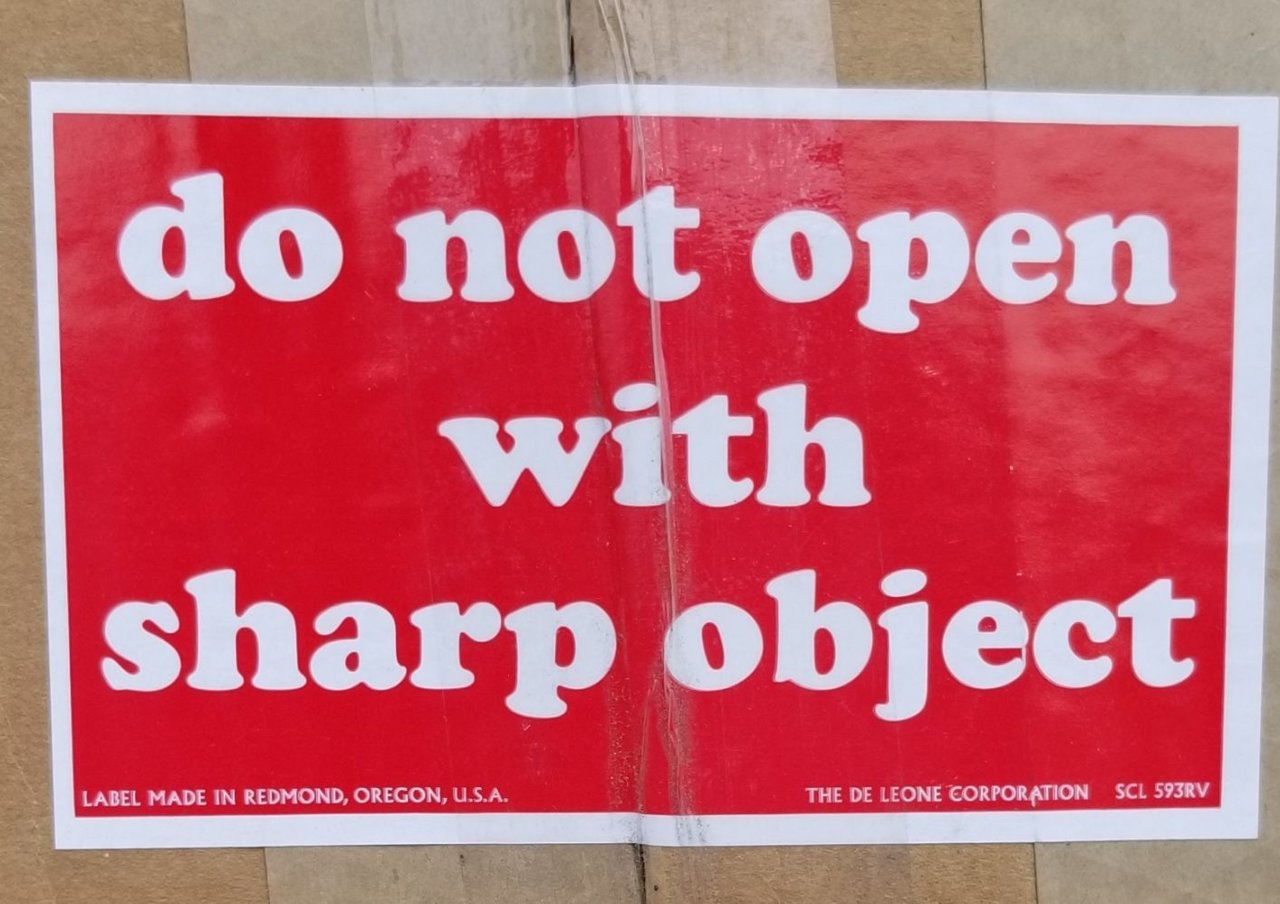 do not open
with
sharp object
LABEL MADE IN REDMOND, OREGON, U.S.A. THE DE LEONE CORPORATION SCL 593RV